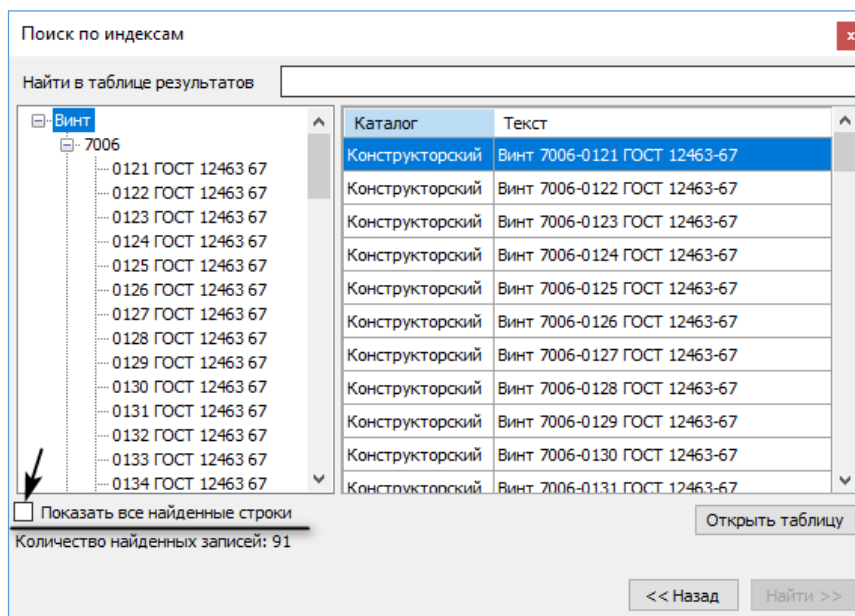 Поиск по индексам
x
Найти в таблице результатов
Винт
7006
0121 ГОСТ 12463 67
0122 ГОСТ 12463 67
0123 ГОСТ 12463 67
0124 ГОСТ 12463 67
0125 ГОСТ 12463 67
0126 ГОСТ 12463 67
0127 ГОСТ 12463 67
0128 ГОСТ 12463 67
0129 ГОСТ 12463 67
0130 ГОСТ 12463 67
0131 ГОСТ 12463 67
0132 ГОСТ 12463 67
0133 ГОСТ 12463 67
0134 ГОСТ 12463 67
Каталог Текст
Конструкторский Винт 7006-0121 ГОСТ 12463-67
Конструкторский Винт 7006-0122 ГОСТ 12463-67
Конструкторский Винт 7006-0123 ГОСТ 12463-67
Конструкторский Винт 7006-0124 ГОСТ 12463-67
Конструкторский Винт 7006-0125 ГОСТ 12463-67
Конструкторский Винт 7006-0126 ГОСТ 12463-67
Конструкторский Винт 7006-0127 ГОСТ 12463-67
Конструкторский Винт 7006-0128 ГОСТ 12463-67
Конструкторский Винт 7006-0129 ГОСТ 12463-67
Конструкторский Винт 7006-0130 ГОСТ 12463-67
Конструкторский Винт 7006-0131 ГОСТ 12463-67
Показать все найденные строки
Открыть таблицу
Количество найденных записей: 91
<< Назад
Найти >>